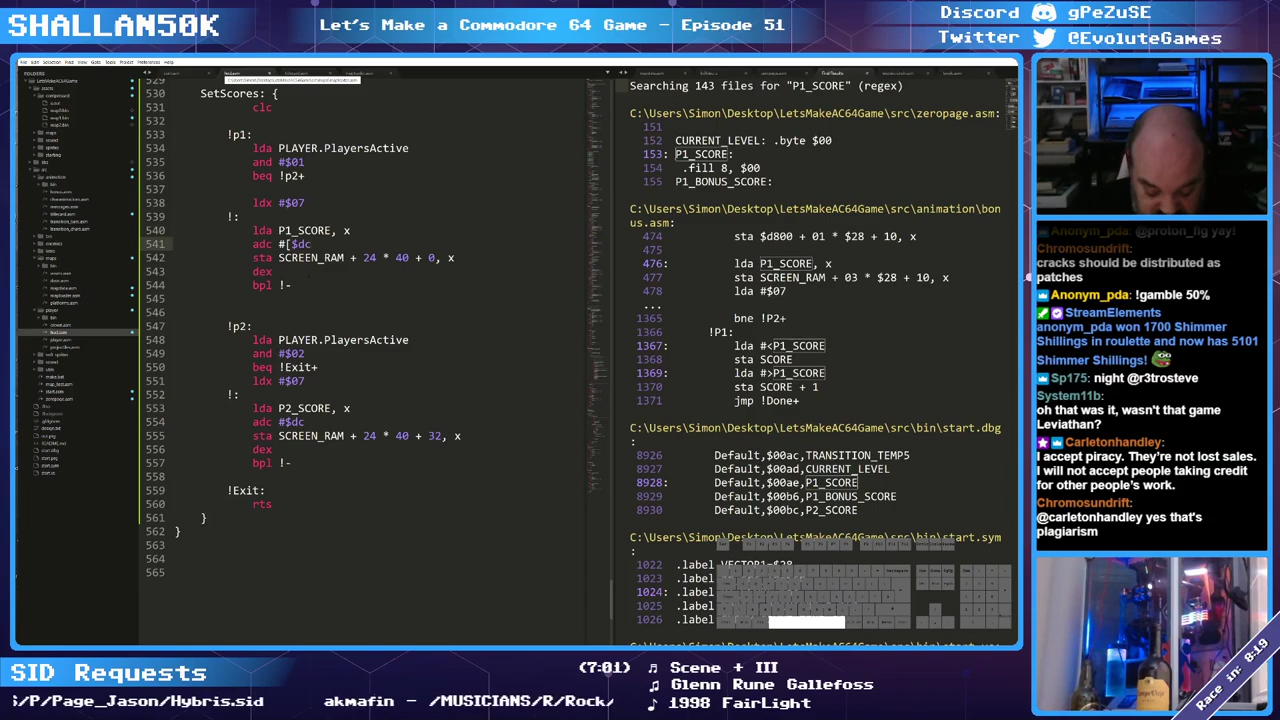 SHALLAN50K
Let's Make a Commodore 64 Game - Episode 51
Discord gPeZuSE
Twitter @EvoluteGames
529
530 SetScores: {
531 clc
532
533 !p1:
534 lda PLAYER.PlayersActive
535 and #$01
536 beq !p2+
537
538 ldx #$07
539 !:
540 lda P1_SCORE, x
541 adc #[$dc
542 sta SCREEN_RAM + 24 * 40 + 0, x
543 dex
544 bpl !-
545
546
547 !p2:
548 lda PLAYER.PlayersActive
549 and #$02
550 beq !Exit+
551 ldx #$07
552 !:
553 lda P2_SCORE, x
554 adc #$dc
555 sta SCREEN_RAM + 24 * 40 + 32, x
556 dex
557 bpl !-
558
559 !Exit:
560 rts
561 }
562 }
563
564
565
Searching 143 files for "P1_SCORE" (regex)
C:\Users\Simon\Desktop\LetsMakeAC64Game\src\zeropage.asm:
151
152 CURRENT_LEVEL: .byte $00
153: P1_SCORE:
154 .fill 8, $00
155 P1_BONUS_SCORE:
C:\Users\Simon\Desktop\LetsMakeAC64Game\src\animation\bon
us.asm:
474 sta $d800 + 01 * $28 + 10, x
475
476: lda P1_SCORE, x
477 sta SCREEN_RAM + 03 * $28 + 10, x
478 lda #$07
...
1365 bne !P2+
1366 !P1:
1367: lda #<P1_SCORE
1368 sta SCORE
1369: lda #>P1_SCORE
1370 sta SCORE + 1
1371 jmp !Done+
C:\Users\Simon\Desktop\LetsMakeAC64Game\src\bin\start.dbg
:
8926 Default,$00ac,TRANSITION_TEMP5
8927 Default,$00ad,CURRENT_LEVEL
8928: Default,$00ae,P1_SCORE
8929 Default,$00b6,P1_BONUS_SCORE
8930 Default,$00bc,P2_SCORE
C:\Users\Simon\Desktop\LetsMakeAC64Game\src\bin\start.sym
:
1022 .label VECTOR1=$28
1023 .label
1024: .label
1025 .label
1026 .label
Anonym_pda: @proton_fig yay!
Chromosundrift:
cracks should be distributed as
patches
Anonym_pda: !gamble 50%
StreamElements
anonym_pda won 1700 Shimmer
Shillings in roulette and now was 5101
Shimmer Shillings!
Sp175: night @r3trosteve
System11b:
oh that was it, wasn't that game
Leviathan?
Carletonhandley:
I accept piracy. They're not lost sales.
I will not accept people taking credit
for other people's work.
Chromosundrift:
@carletonhandley yes that's
plagiarism
SID Requests
:/P/Page_Jason/Hybris.sid akmafin /MUSICIANS/R/Rock/
(7:01) Scene + III
Glenn Rune Gallefoss
1998 FairLight
Race in: 8:19